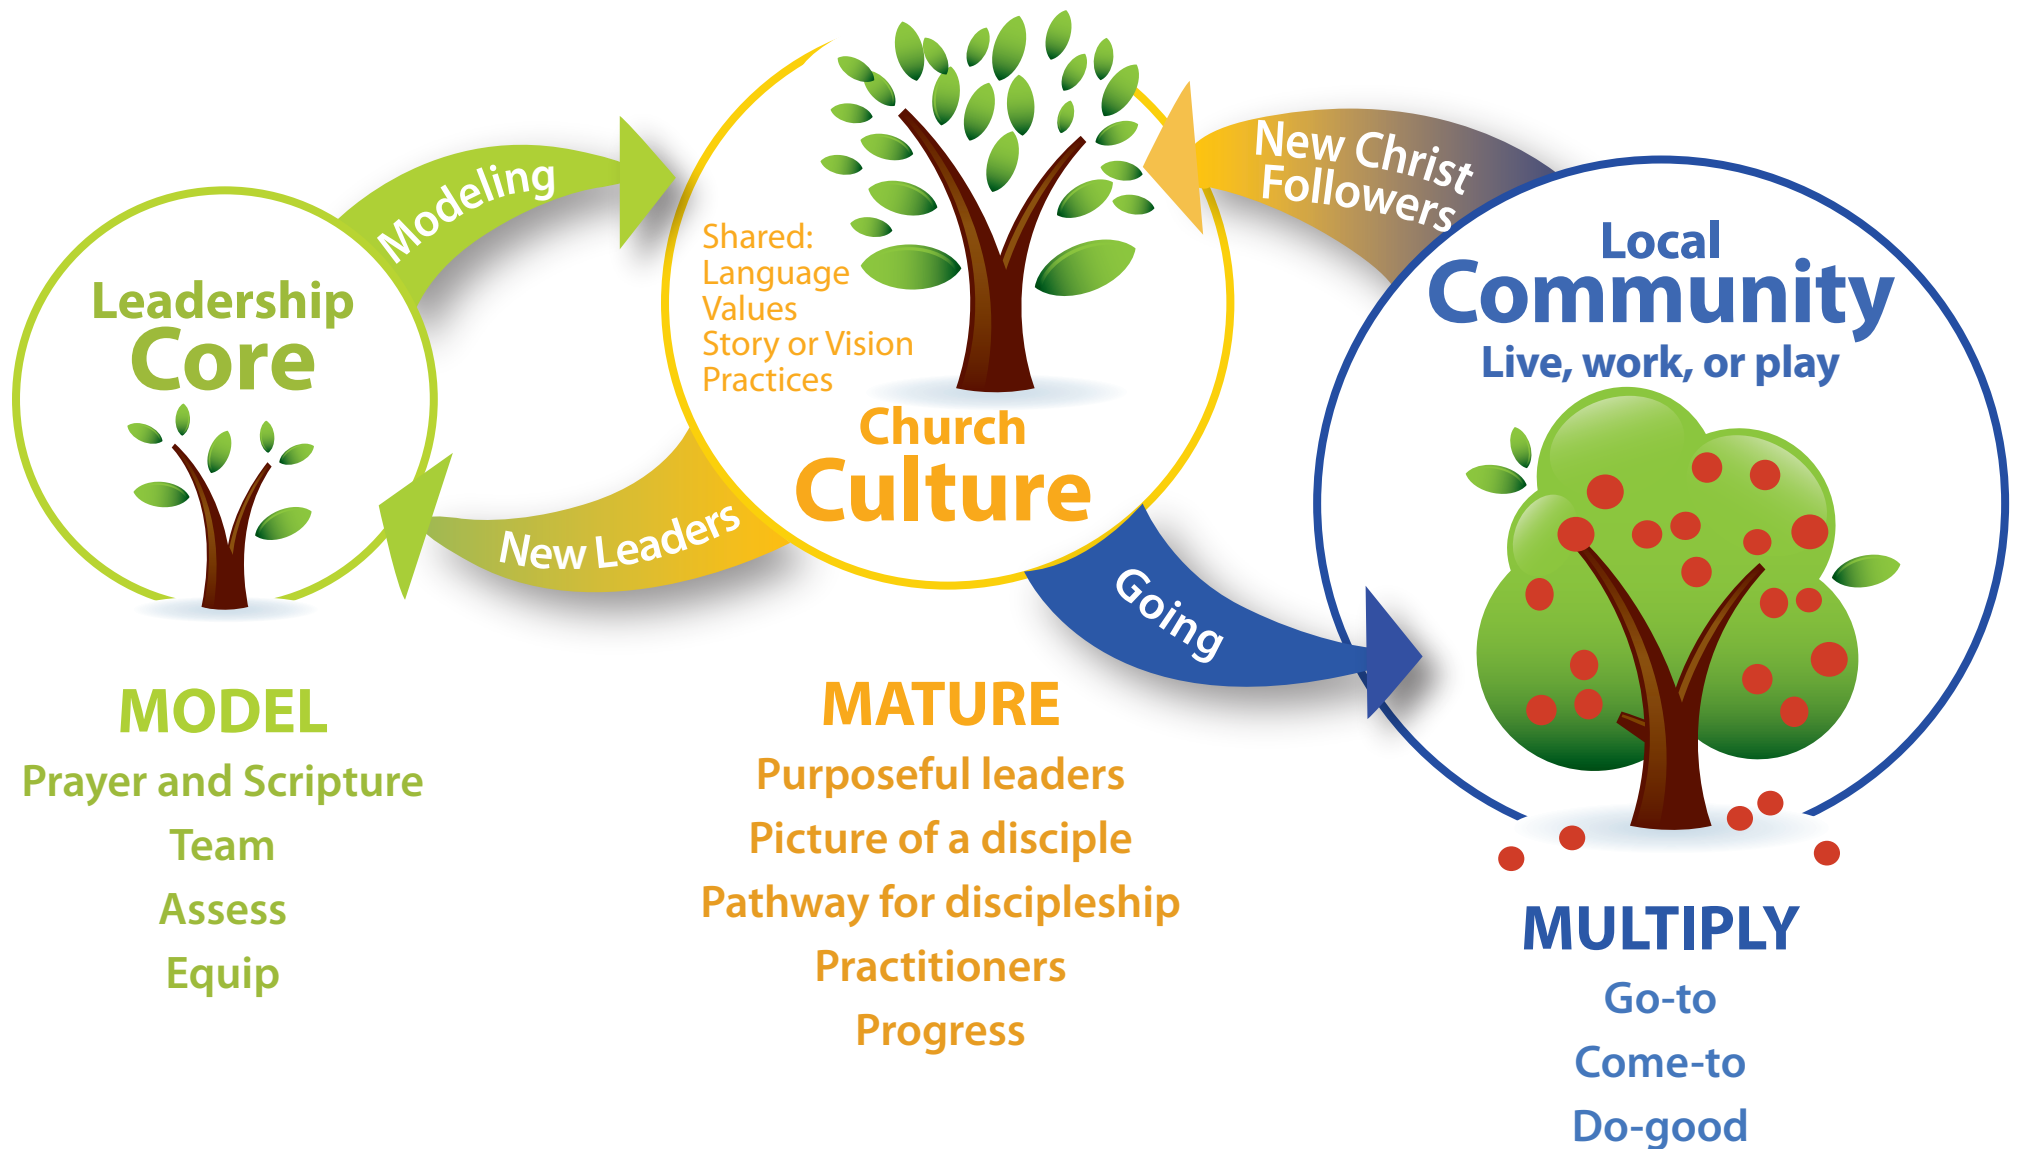 Leadership
Core
Modeling
New Leaders
Shared:
Language
Values
Story or Vision
Practices
Church
Culture
New Christ
Followers
Going
Local
Community
Live, work, or play
MODEL
Prayer and Scripture
Team
Assess
Equip
MATURE
Purposeful leaders
Picture of a disciple
Pathway for discipleship
Practitioners
Progress
MULTIPLY
Go-to
Come-to
Do-good